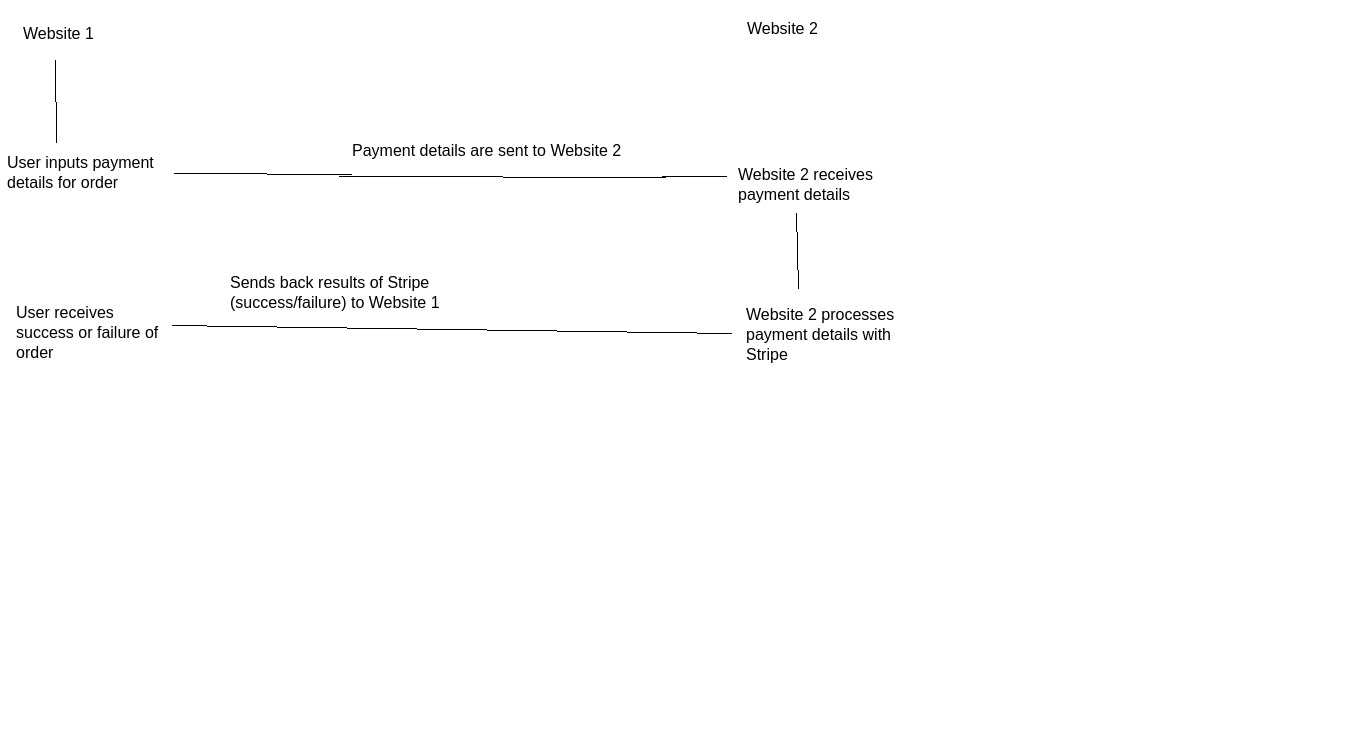 Website 1
Website 2
Payment details are sent to Website 2
User inputs payment
details for order
Website 2 receives
payment details
Sends back results of Stripe
(success/failure) to Website 1
User receives
success or failure of
order
Website 2 processes
payment details with
Stripe